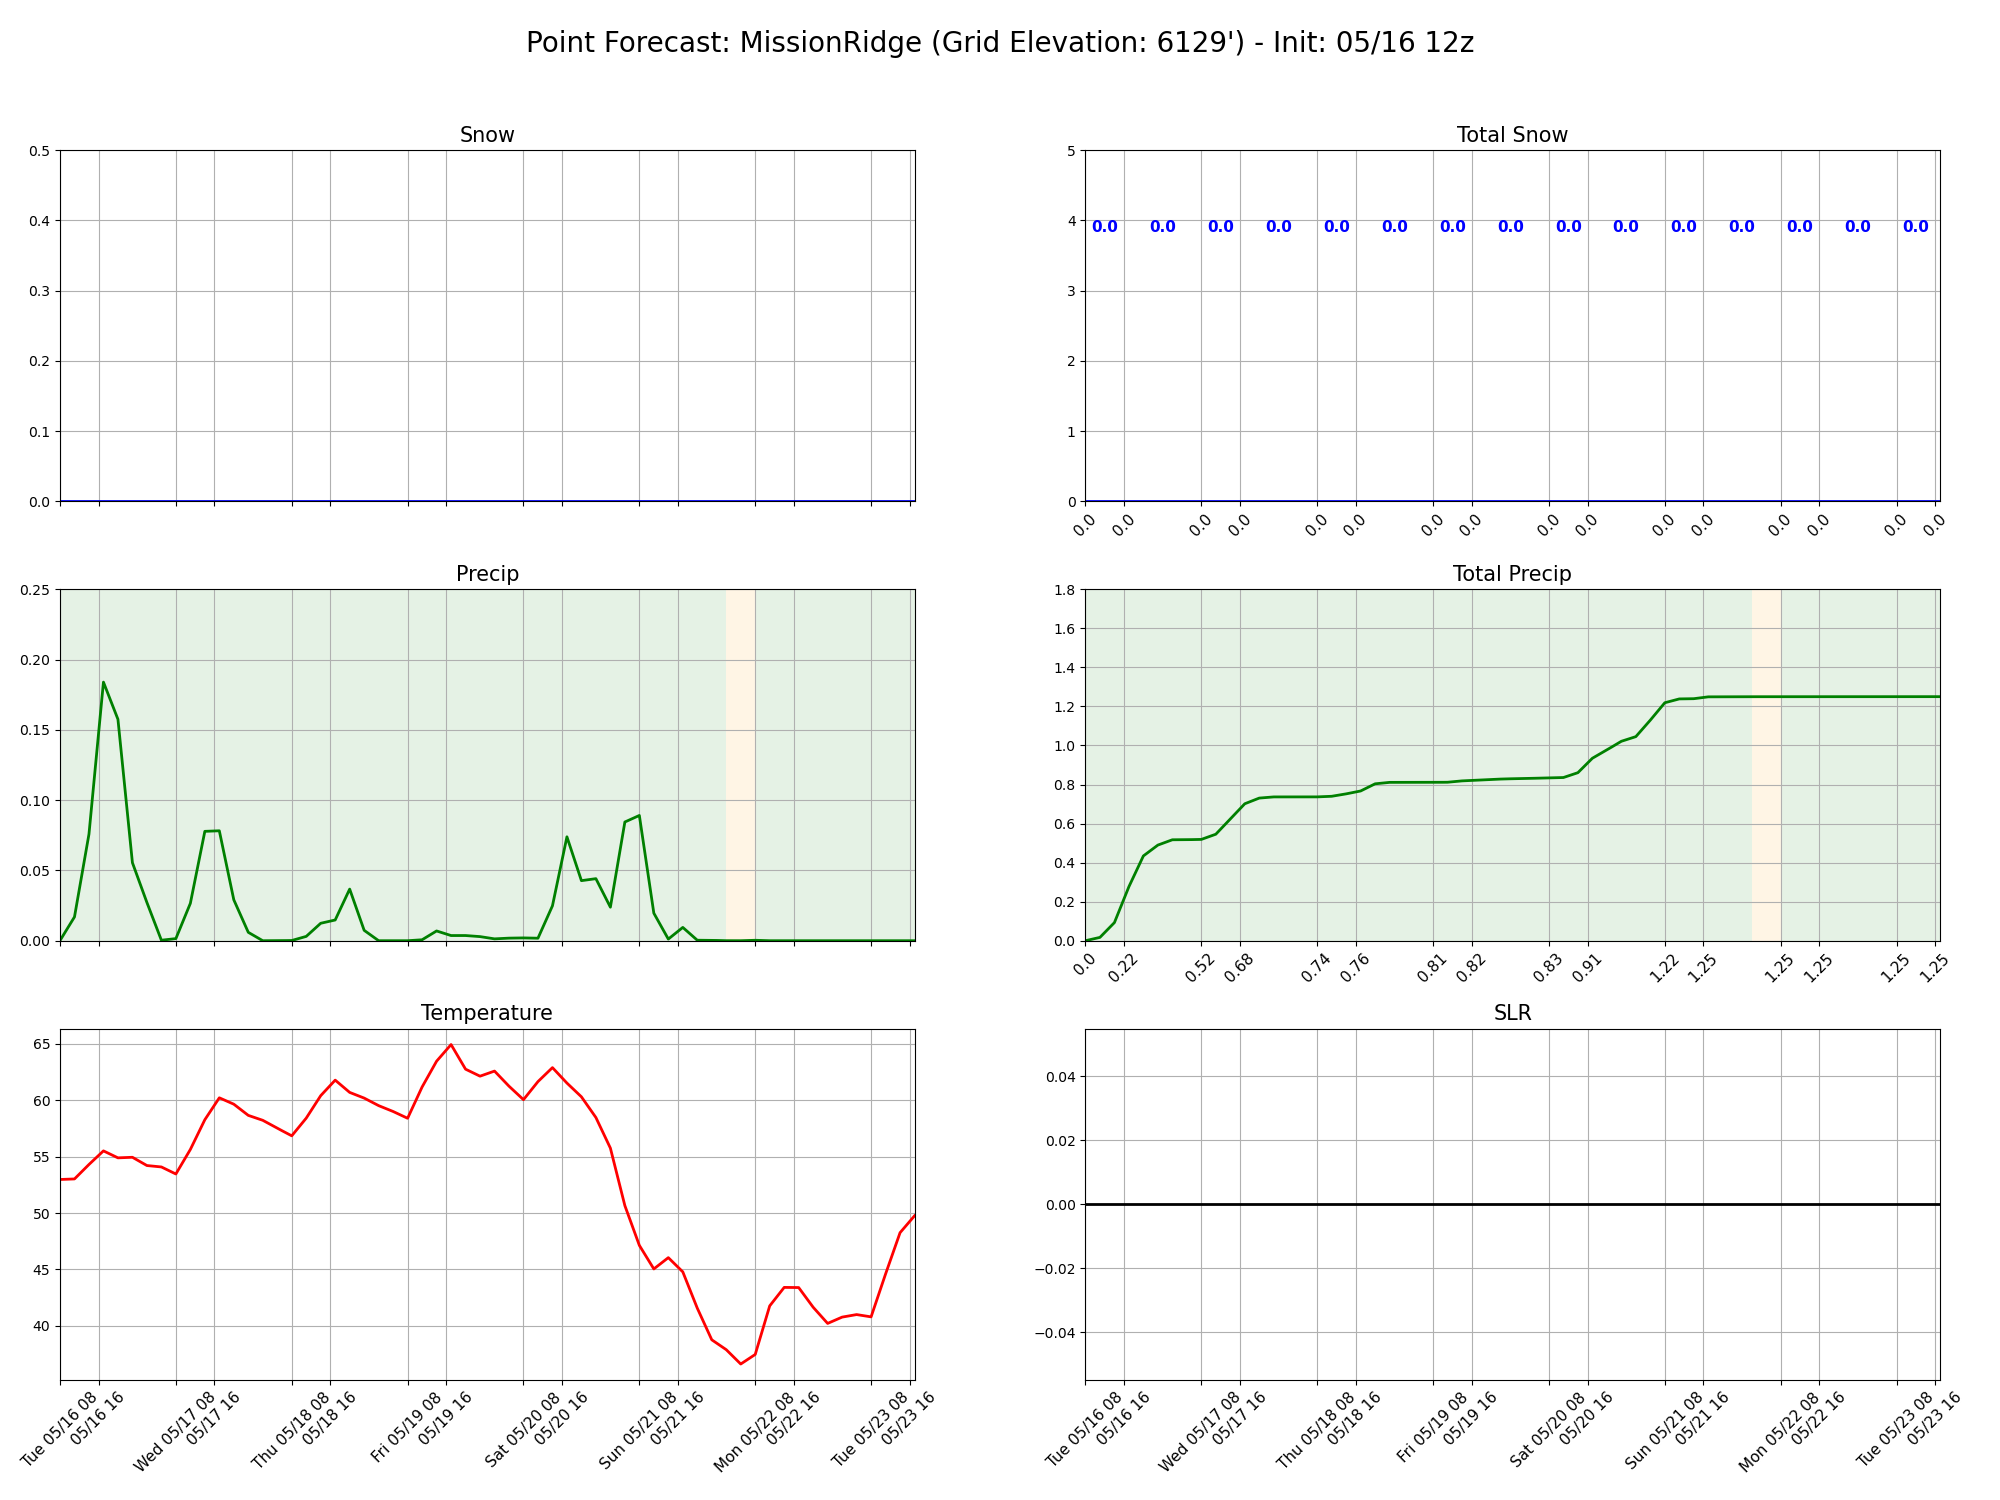 Point Forecast: MissionRidge (Grid Elevation: 6129') - Init: 05/16 12z
Snow
0.5
0.4
0.3
0.2
0.1
0.0
Total Snow
5
4
3
2
1
0
0.0 0.0 0.0 0.0 0.0 0.0 0.0 0.0 0.0 0.0 0.0 0.0 0.0 0.0 0.0
0.0 0.0 0.0 0.0 0.0 0.0 0.0 0.0 0.0 0.0 0.0 0.0 0.0 0.0 0.0 0.0
Precip
0.25
0.20
0.15
0.10
0.05
0.00
Total Precip
1.8
1.6
1.4
1.2
1.0
0.8
0.6
0.4
0.2
0.0
0.0 0.22 0.52 0.68 0.74 0.76 0.81 0.82 0.83 0.91 1.22 1.25 1.25 1.25 1.25 1.25
Temperature
65
60
55
50
45
40
Tue 05/16 08
05/16 16
Wed 05/17 08
05/17 16
Thu 05/18 08
05/18 16
Fri 05/19 08
05/19 16
Sat 05/20 08
05/20 16
Sun 05/21 08
05/21 16
Mon 05/22 08
05/22 16
Tue 05/23 08
05/23 16
SLR
0.04
0.02
0.00
−0.02
−0.04
Tue 05/16 08
05/16 16
Wed 05/17 08
05/17 16
Thu 05/18 08
05/18 16
Fri 05/19 08
05/19 16
Sat 05/20 08
05/20 16
Sun 05/21 08
05/21 16
Mon 05/22 08
05/22 16
Tue 05/23 08
05/23 16